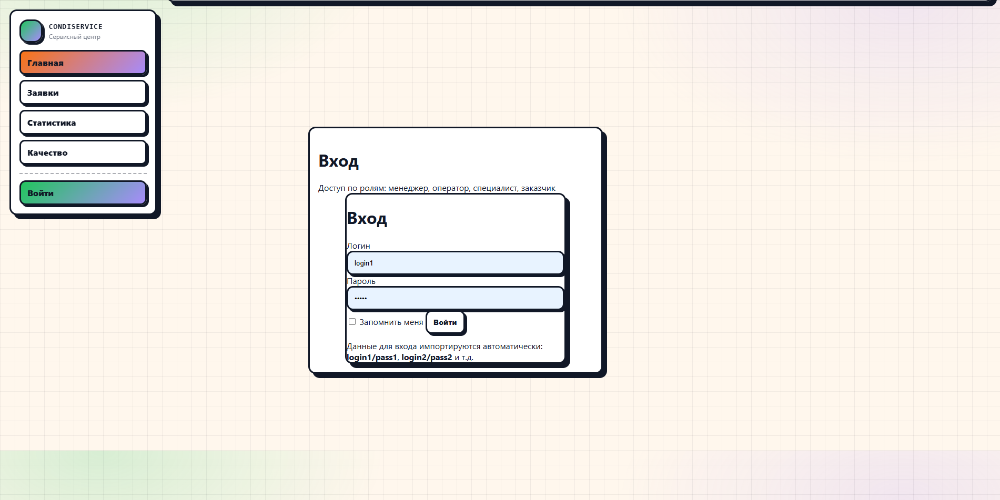 CONDISERVICE
Сервисный центр
Главная
Заявки
Статистика
Качество
Войти
Вход
Доступ по ролям: менеджер, оператор, специалист, заказчик
Вход
Логин
login1
Пароль
•••••
Запомнить меня Войти
Данные для входа импортируются автоматически:
login1/pass1, login2/pass2 и т.д.